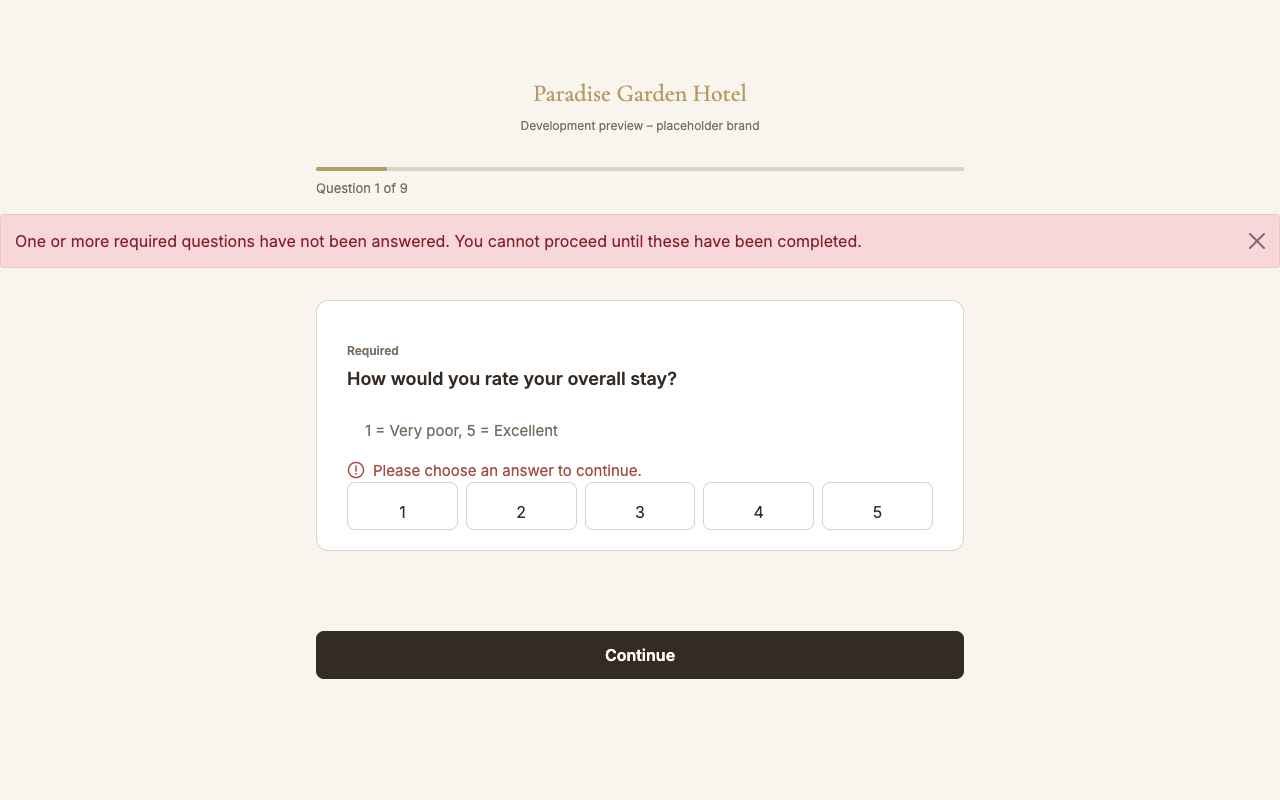 Paradise Garden Hotel
Development preview – placeholder brand
Question 1 of 9
One or more required questions have not been answered. You cannot proceed until these have been completed.
Required
How would you rate your overall stay?
1 = Very poor, 5 = Excellent
Please choose an answer to continue.
1 2 3 4 5
Continue